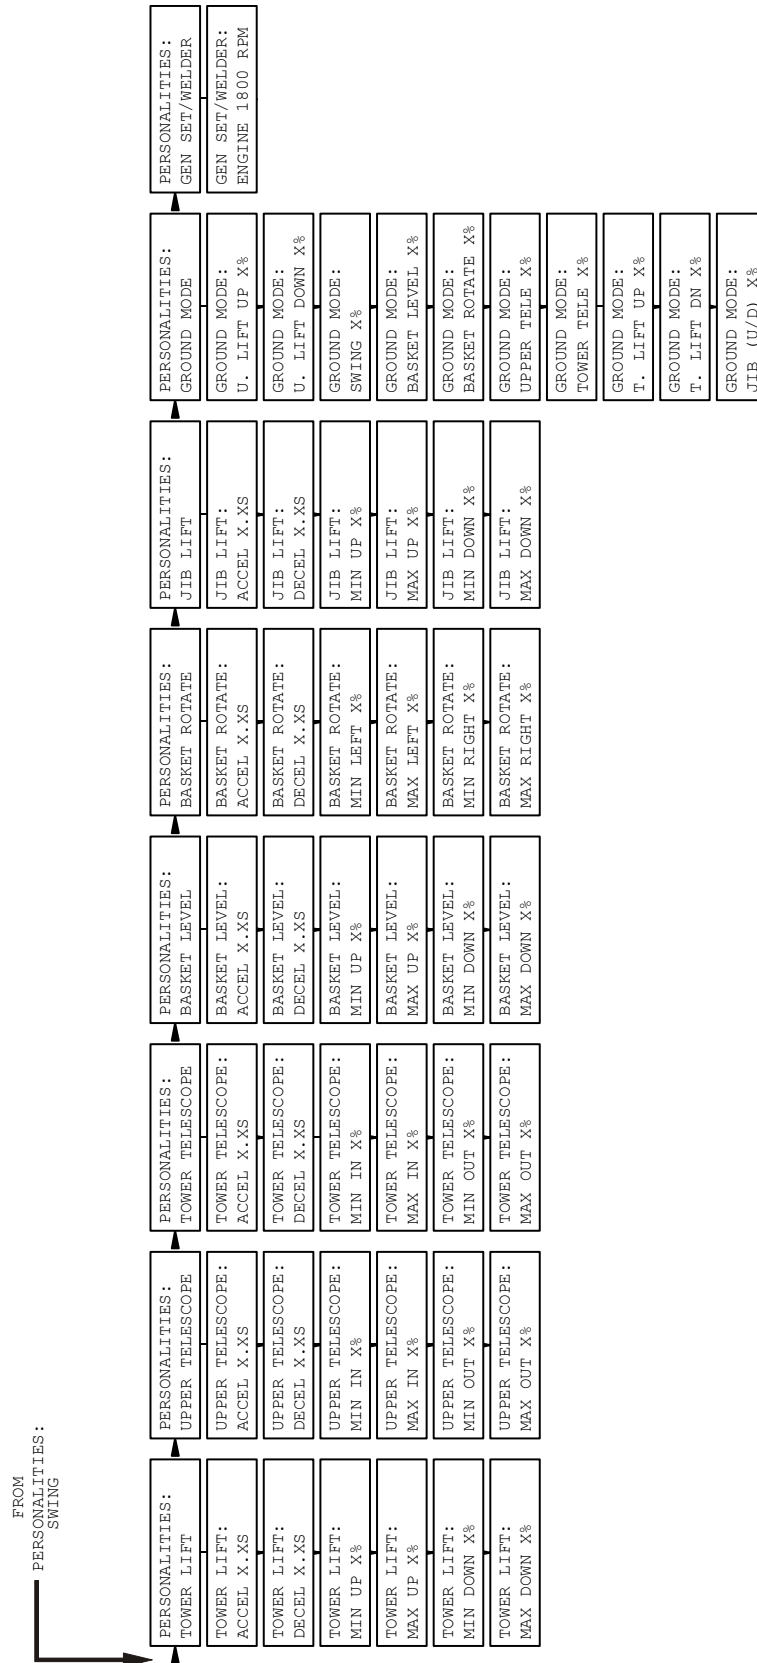 FROM
PERSONALITIES:
SWING
PERSONALITIES:
TOWER LIFT
TOWER LIFT:
ACCEL X.XS
TOWER LIFT:
DECEL X.XS
TOWER LIFT:
MIN UP X%
TOWER LIFT:
MAX UP X%
TOWER LIFT:
MIN DOWN X%
TOWER LIFT:
MAX DOWN X%
PERSONALITIES:
UPPER TELESCOPE
UPPER TELESCOPE:
ACCEL X.XS
UPPER TELESCOPE:
DECEL X.XS
UPPER TELESCOPE:
MIN IN X%
UPPER TELESCOPE:
MAX IN X%
UPPER TELESCOPE:
MIN OUT X%
UPPER TELESCOPE:
MAX OUT X%
PERSONALITIES:
TOWER TELESCOPE
TOWER TELESCOPE:
ACCEL X.XS
TOWER TELESCOPE:
DECEL X.XS
TOWER TELESCOPE:
MIN IN X%
TOWER TELESCOPE:
MAX IN X%
TOWER TELESCOPE:
MIN OUT X%
TOWER TELESCOPE:
MAX OUT X%
PERSONALITIES:
BASKET LEVEL
BASKET LEVEL:
ACCEL X.XS
BASKET LEVEL:
DECEL X.XS
BASKET LEVEL:
MIN UP X%
BASKET LEVEL:
MAX UP X%
BASKET LEVEL:
MIN DOWN X%
BASKET LEVEL:
MAX DOWN X%
PERSONALITIES:
BASKET ROTATE
BASKET ROTATE:
ACCEL X.XS
BASKET ROTATE:
DECEL X.XS
BASKET ROTATE:
MIN LEFT X%
BASKET ROTATE:
MAX LEFT X%
BASKET ROTATE:
MIN RIGHT X%
BASKET ROTATE:
MAX RIGHT X%
PERSONALITIES:
JIB LIFT
JIB LIFT:
ACCEL X.XS
JIB LIFT:
DECEL X.XS
JIB LIFT:
MIN UP X%
JIB LIFT:
MAX UP X%
JIB LIFT:
MIN DOWN X%
JIB LIFT:
MAX DOWN X%
PERSONALITIES:
GROUND MODE
GROUND MODE:
U. LIFT UP X%
GROUND MODE:
U. LIFT DOWN X%
GROUND MODE:
SWING X%
GROUND MODE:
BASKET LEVEL X%
GROUND MODE:
BASKET ROTATE X%
GROUND MODE:
UPPER TELE X%
GROUND MODE:
TOWER TELE X%
GROUND MODE:
T. LIFT UP X%
GROUND MODE:
T. LIFT DN X%
GROUND MODE:
JIB (U/D) X%
PERSONALITIES:
GEN SET/WELDER
GEN SET/WELDER:
ENGINE 1800 RPM